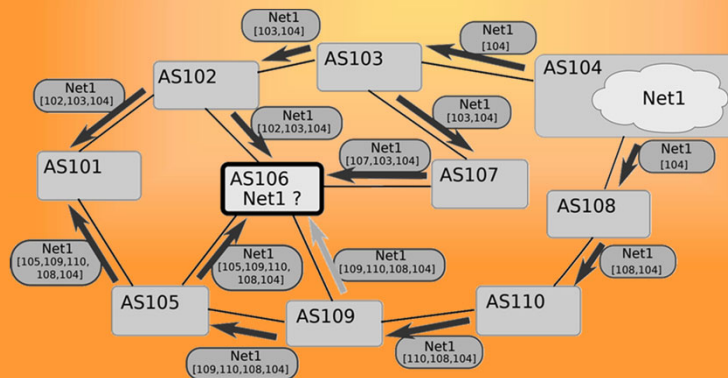 Net1
[103,104]
Net1
[104]
AS102
AS103
AS104
Net1
Net1
[102,103,104]
Net1
[102,103,104]
Net1
[103,104]
Net1
[107,103,104]
Net1
[104]
AS101
AS106
Net1 ?
AS107
AS108
Net1
[105,109,110,
108,104]
Net1
[105,109,110,
108,104]
Net1
[109,110,108,104]
Net1
[108,104]
AS105
AS109
AS110
Net1
[109,110,108,104]
Net1
[110,108,104]